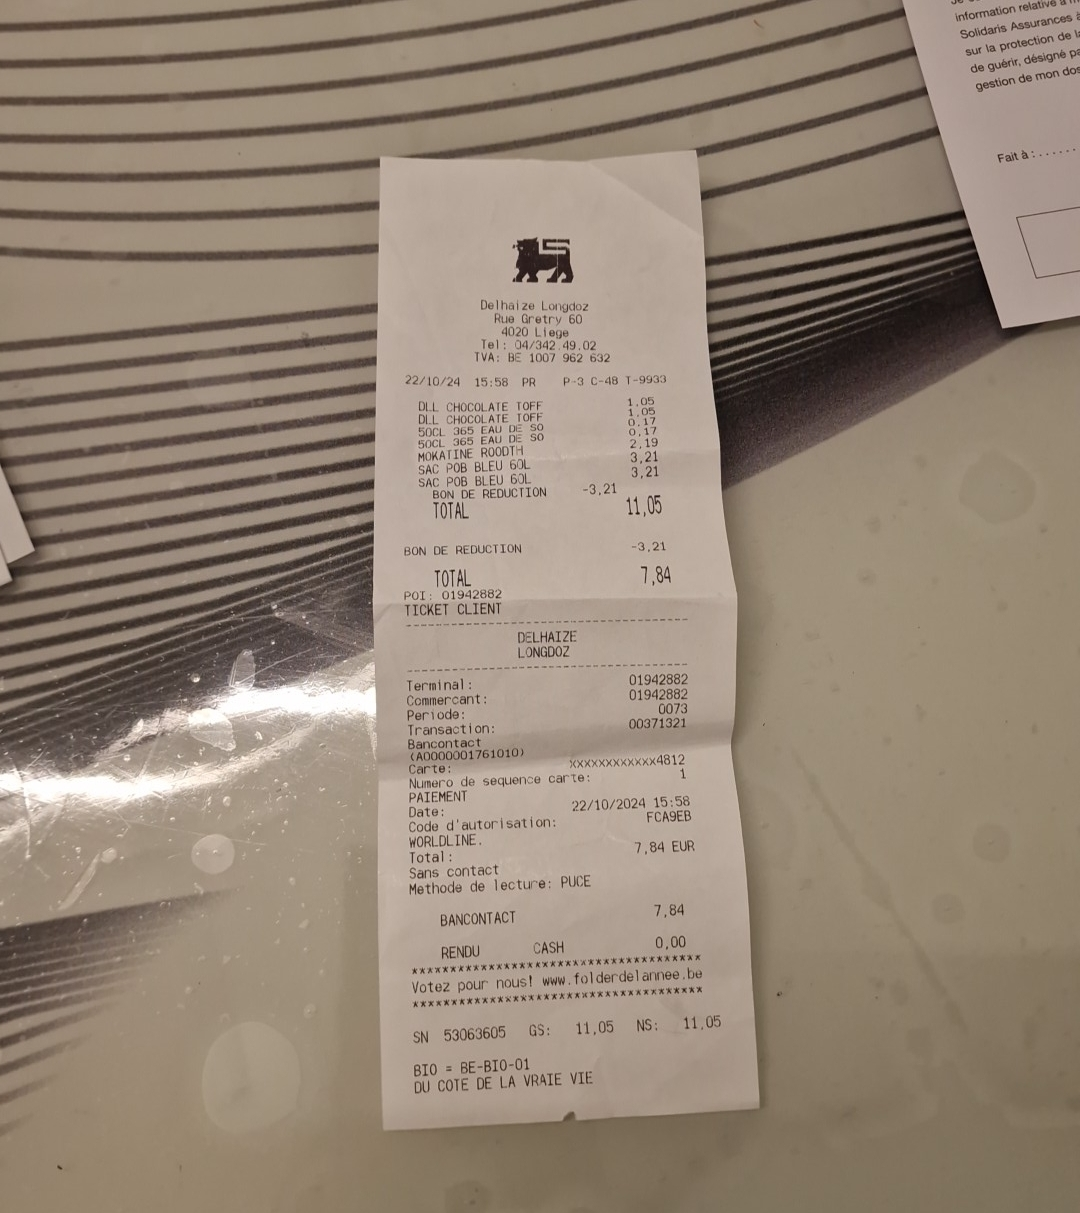 Delhaize Longdoz
Rue Gretry 60
4020 Liege
Tel: 04/342.49.02
TVA: BE 1007 962 632
22/10/24 15:58 PR P-3 C-48 T-9933
DLL CHOCOLATE TOFF 1,05
DLL CHOCOLATE TOFF 1,05
50CL 365 EAU DE SO 0,17
50CL 365 EAU DE SO 0,17
MOKATINE ROODTH 2,19
SAC POB BLEU 60L 3,21
SAC POB BLEU 60L 3,21
BON DE REDUCTION -3,21
TOTAL 11,05
BON DE REDUCTION -3,21
TOTAL 7,84
POI: 01942882
TICKET CLIENT
DELHAIZE
LONGDOZ
Terminal: 01942882
Commercant: 01942882
Periode: 0073
Transaction: 00371321
Bancontact
(A0000001761010)
Carte: xxxxxxxxxxxx4812
Numero de sequence carte: 1
PAIEMENT
Date: 22/10/2024 15:58
Code d'autorisation: FCA9EB
WORLDLINE.
Total: 7,84 EUR
Sans contact
Methode de lecture: PUCE
BANCONTACT 7,84
RENDU CASH 0,00
**************************************
Votez pour nous! www.folderdelannee.be
**************************************
SN 53063605 GS: 11,05 NS: 11,05
BIO = BE-BIO-01
DU COTE DE LA VRAIE VIE
information relative à
Solidaris Assurances
sur la protection de
de guérir, désigné
gestion de mon
Fait à :......